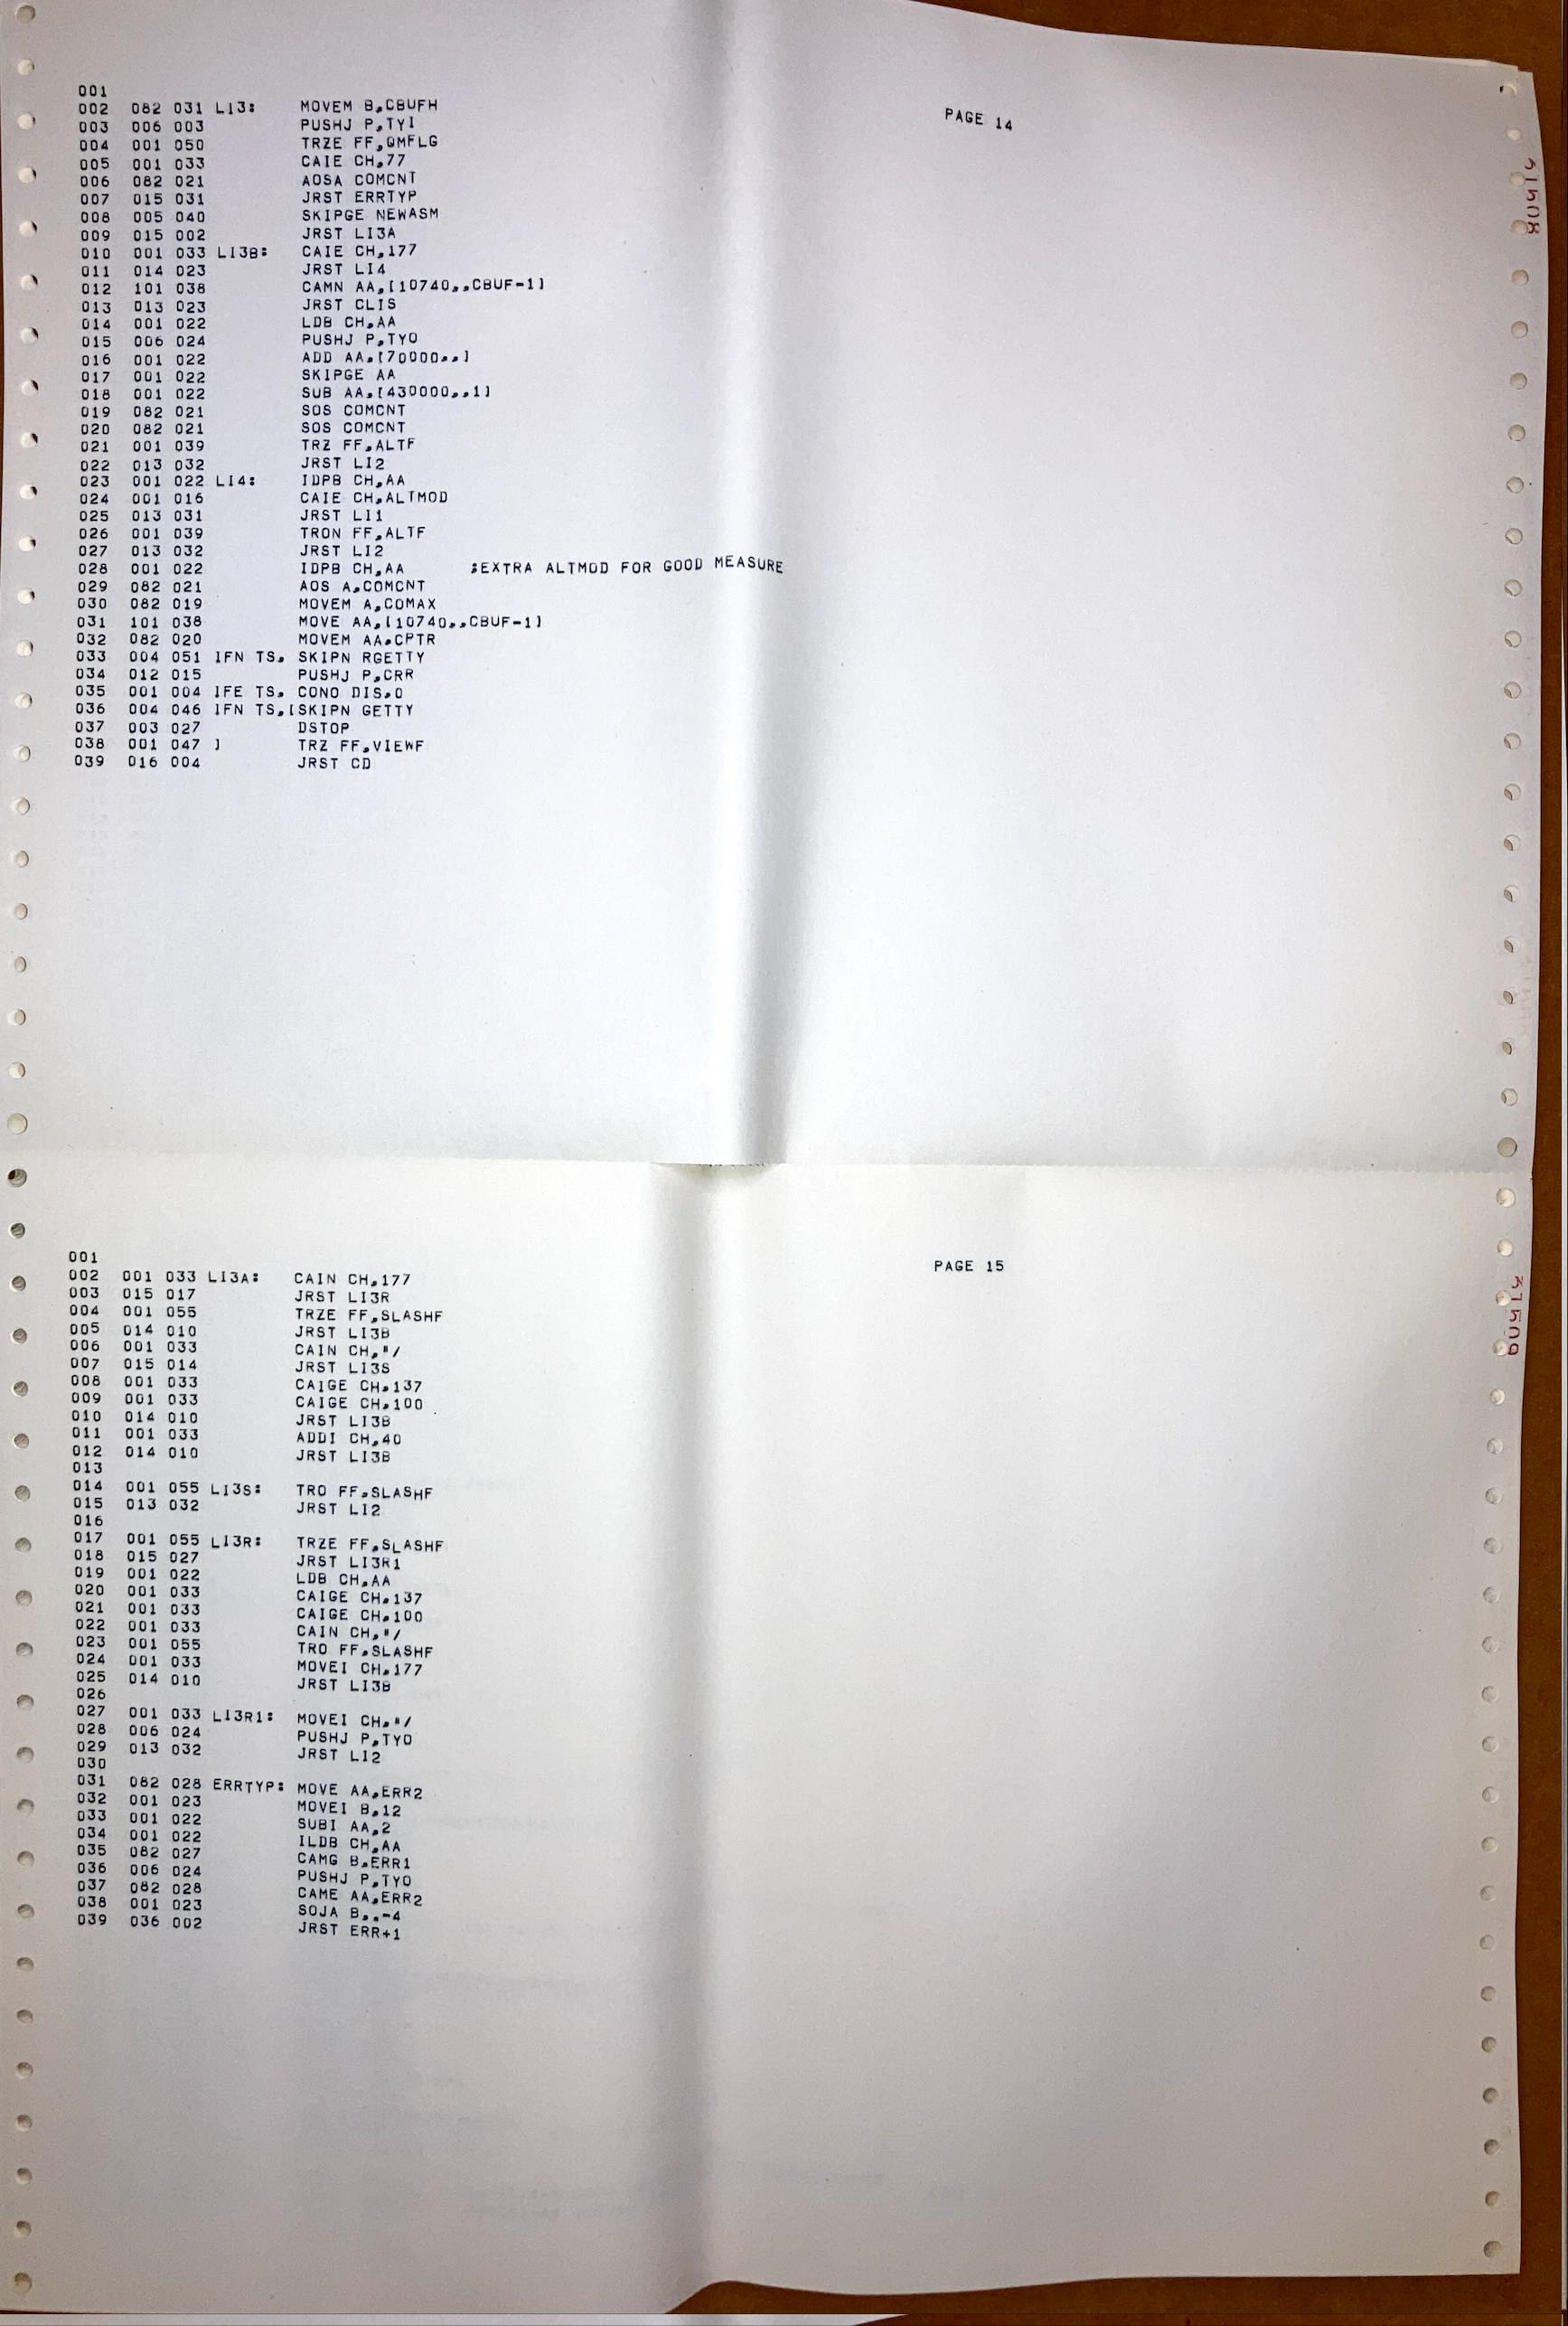 PAGE 14
001
002 082 031 LI3: MOVEM B,CBUFH
003 006 003 PUSHJ P,TYI
004 001 050 TRZE FF,QMFLG
005 001 033 CAIE CH,77
006 082 021 AOSA COMCNT
007 015 031 JRST ERRTYP
008 005 040 SKIPGE NEWASM
009 015 002 JRST LI3A
010 001 033 LI3B: CAIE CH,177
011 014 023 JRST LI4
012 101 038 CAMN AA,[10740,,CBUF-1]
013 013 023 JRST CLIS
014 001 022 LDB CH,AA
015 006 024 PUSHJ P,TYO
016 001 022 ADD AA,[70000,,]
017 001 022 SKIPGE AA
018 001 022 SUB AA,[430000,,1]
019 082 021 SOS COMCNT
020 082 021 SOS COMCNT
021 001 039 TRZ FF,ALTF
022 013 032 JRST LI2
023 001 022 LI4: IDPB CH,AA
024 001 016 CAIE CH,ALTMOD
025 013 031 JRST LI1
026 001 039 TRON FF,ALTF
027 013 032 JRST LI2
028 001 022 IDPB CH,AA ;EXTRA ALTMOD FOR GOOD MEASURE
029 082 021 AOS A,COMCNT
030 082 019 MOVEM A,COMAX
031 101 038 MOVE AA,[10740,,CBUF-1]
032 082 020 MOVEM AA,CPTR
033 004 051 IFN TS, SKIPN RGETTY
034 012 015 PUSHJ P,CRR
035 001 004 IFE TS, CONO DIS,0
036 004 046 IFN TS,[SKIPN GETTY
037 003 027 DSTOP
038 001 047 ] TRZ FF,VIEWF
039 016 004 JRST CD
PAGE 15
001
002 001 033 LI3A: CAIN CH,177
003 015 017 JRST LI3R
004 001 055 TRZE FF,SLASHF
005 014 010 JRST LI3B
006 001 033 CAIN CH,"/
007 015 014 JRST LI3S
008 001 033 CAIGE CH,137
009 001 033 CAIGE CH,100
010 014 010 JRST LI3B
011 001 033 ADDI CH,40
012 014 010 JRST LI3B
013
014 001 055 LI3S: TRO FF,SLASHF
015 013 032 JRST LI2
016
017 001 055 LI3R: TRZE FF,SLASHF
018 015 027 JRST LI3R1
019 001 022 LDB CH,AA
020 001 033 CAIGE CH,137
021 001 033 CAIGE CH,100
022 001 033 CAIN CH,"/
023 001 055 TRO FF,SLASHF
024 001 033 MOVEI CH,177
025 014 010 JRST LI3B
026
027 001 033 LI3R1: MOVEI CH,"/
028 006 024 PUSHJ P,TYO
029 013 032 JRST LI2
030
031 082 028 ERRTYP: MOVE AA,ERR2
032 001 023 MOVEI B,12
033 001 022 SUBI AA,2
034 001 022 ILDB CH,AA
035 082 027 CAMG B,ERR1
036 006 024 PUSHJ P,TYO
037 082 028 CAME AA,ERR2
038 001 023 SOJA B,.-4
039 036 002 JRST ERR+1